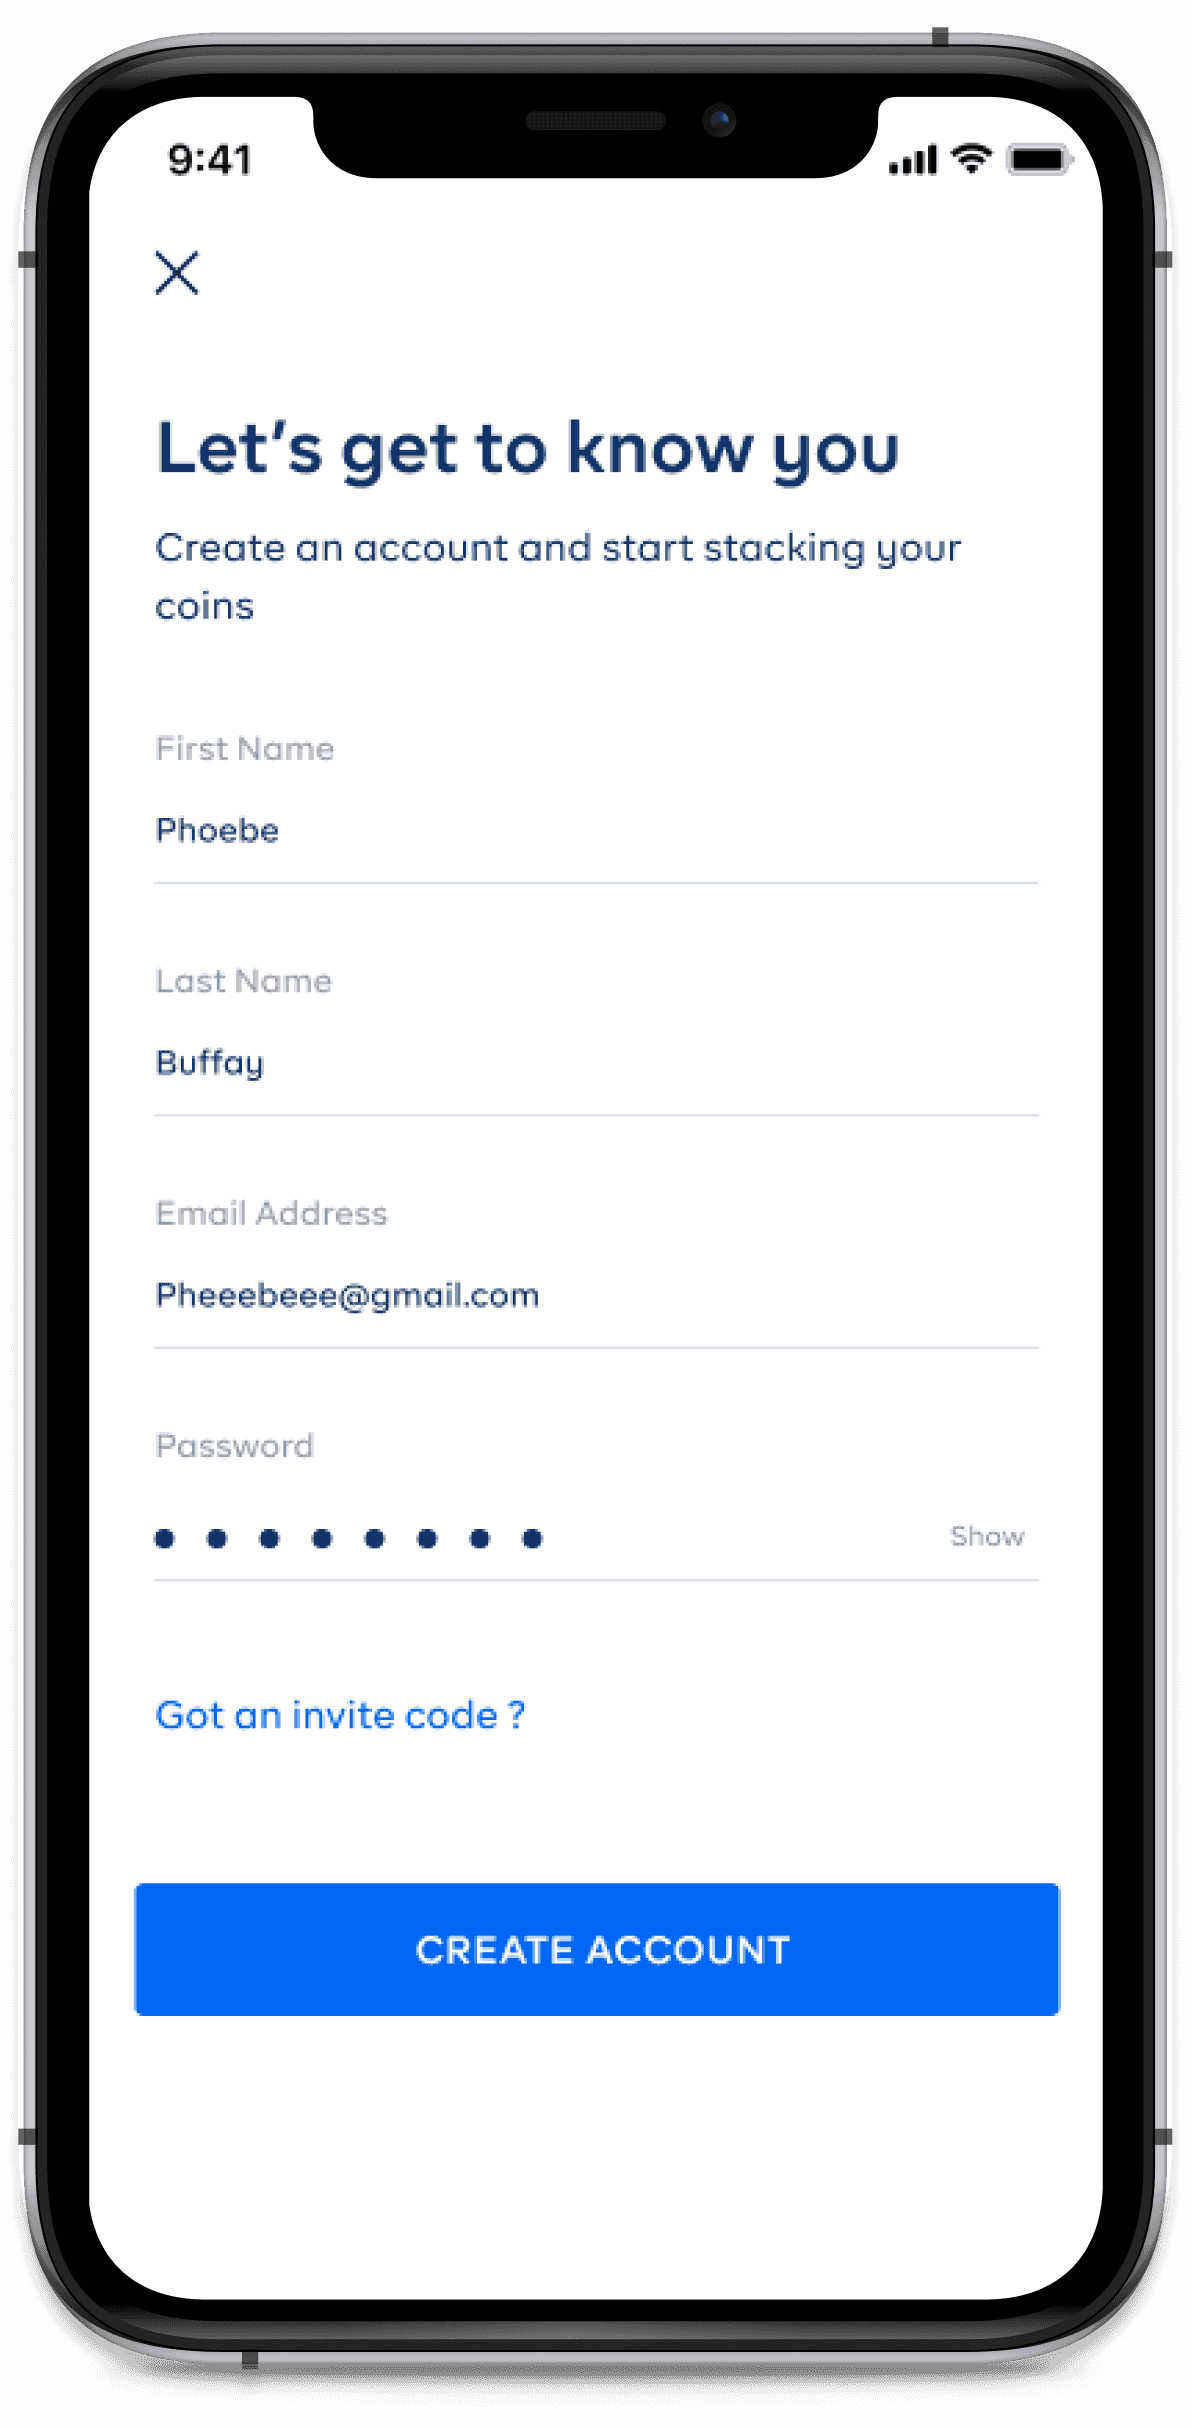 9:41
Let's get to know you
Create an account and start stacking your
coins
First Name
Phoebe
Last Name
Buffay
Email Address
Pheeebeee@gmail.com
Password
Show
Got an invite code ?
CREATE ACCOUNT